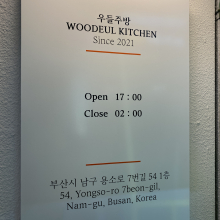 우들주방
WOODEUL KITCHEN
Since 2021
Open 17 : 00
Close 02 : 00
부산시 남구 용소로 7번길 54 1층
54, Yongso-ro 7beon-gil,
Nam-gu, Busan, Korea